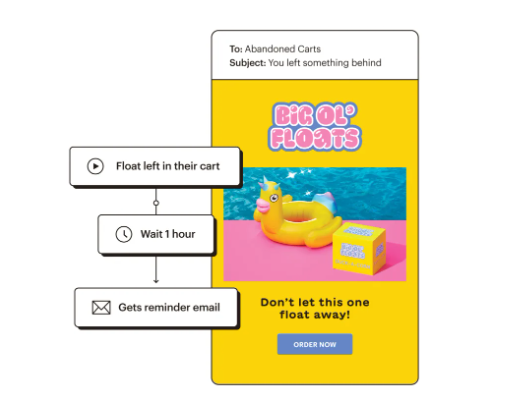 To: Abandoned Carts
Subject: You left something behind
BIG OL'
FLOATS
Float left in their cart
Wait 1 hour
Gets reminder email
Don't let this one
float away!
ORDER NOW